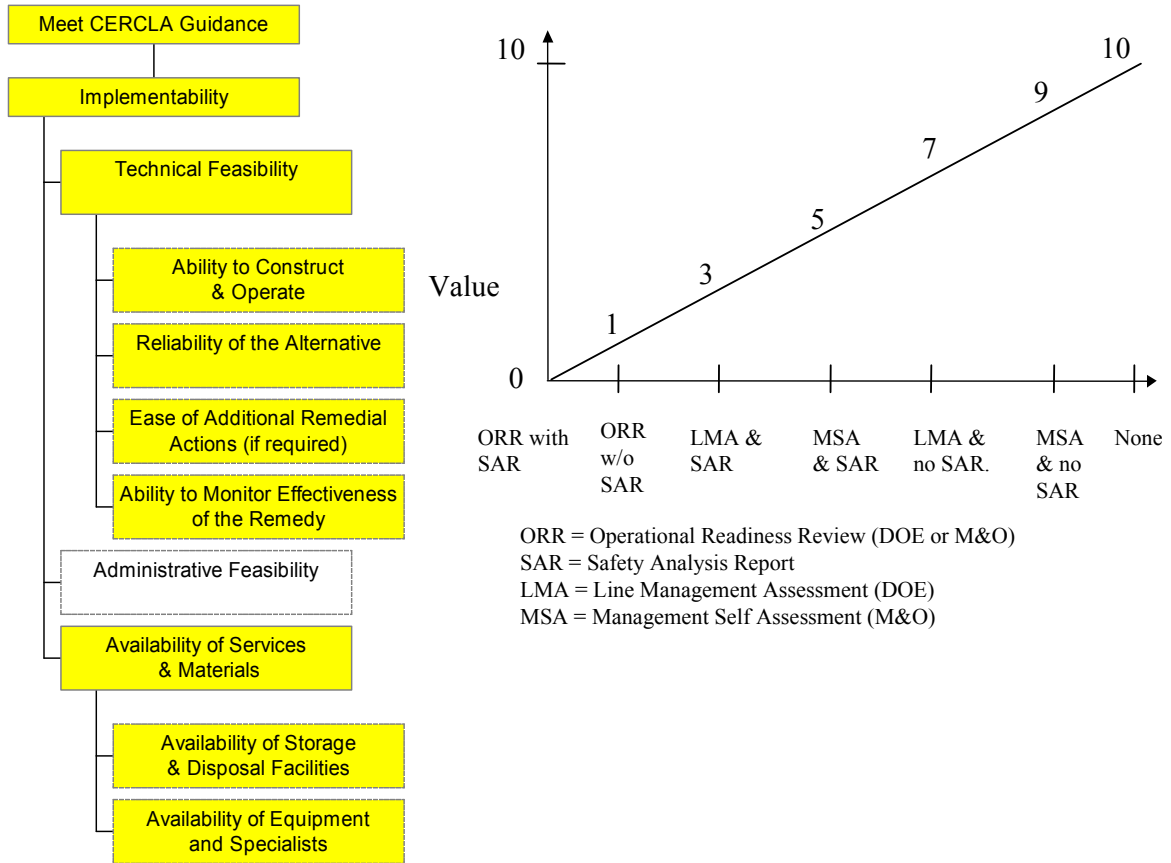 Meet CERCLA Guidance
Implementability
Technical Feasibility
Ability to Construct
& Operate
Reliability of the Alternative
Ease of Additional Remedial
Actions (if required)
Ability to Monitor Effectiveness
of the Remedy
Administrative Feasibility
Availability of Services
& Materials
Availability of Storage
& Disposal Facilities
Availability of Equipment
and Specialists
10
Value
0
1
3
5
7
9
10
ORR with
SAR
ORR
w/o
SAR
LMA &
SAR
MSA
& SAR
LMA &
no SAR.
MSA
& no
SAR
None
ORR = Operational Readiness Review (DOE or M&O)
SAR = Safety Analysis Report
LMA = Line Management Assessment (DOE)
MSA = Management Self Assessment (M&O)